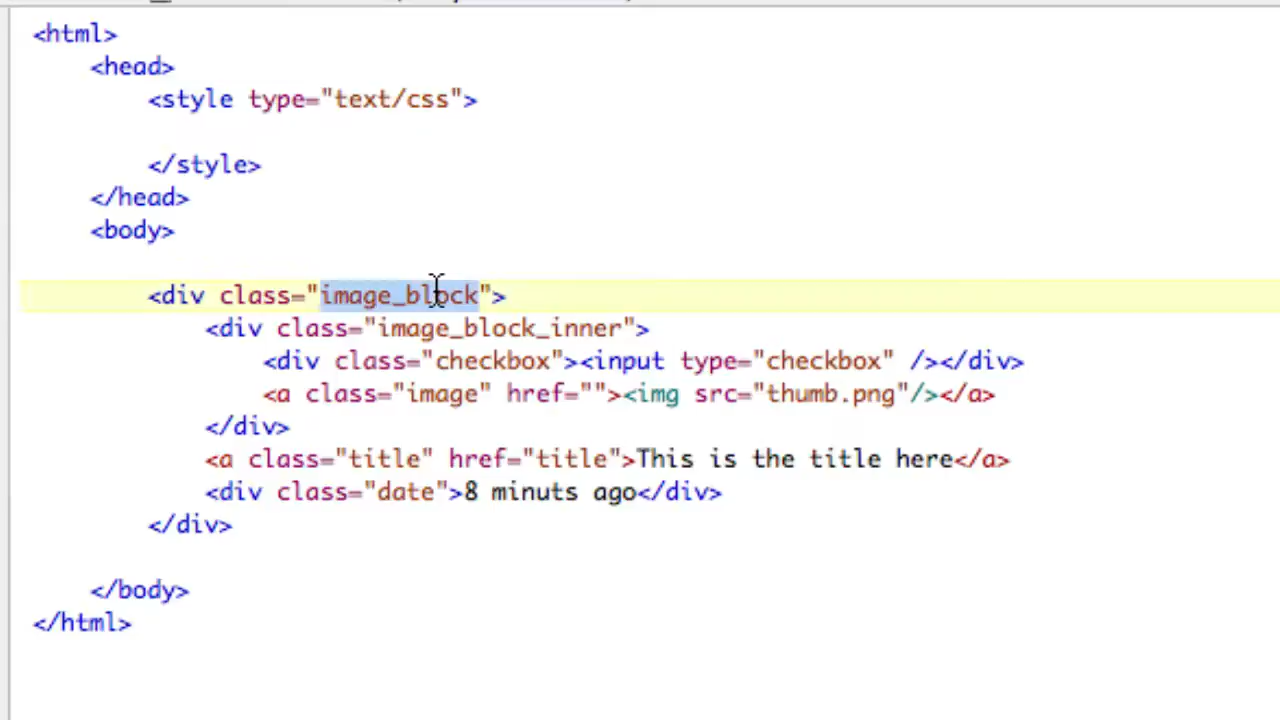 <html>
<head>
<style type="text/css">
</style>
</head>
<body>
<div class="image_block">
<div class="image_block_inner">
<div class="checkbox"><input type="checkbox" /></div>
<a class="image" href=""><img src="thumb.png"/></a>
</div>
<a class="title" href="title">This is the title here</a>
<div class="date">8 minuts ago</div>
</div>
</body>
</html>